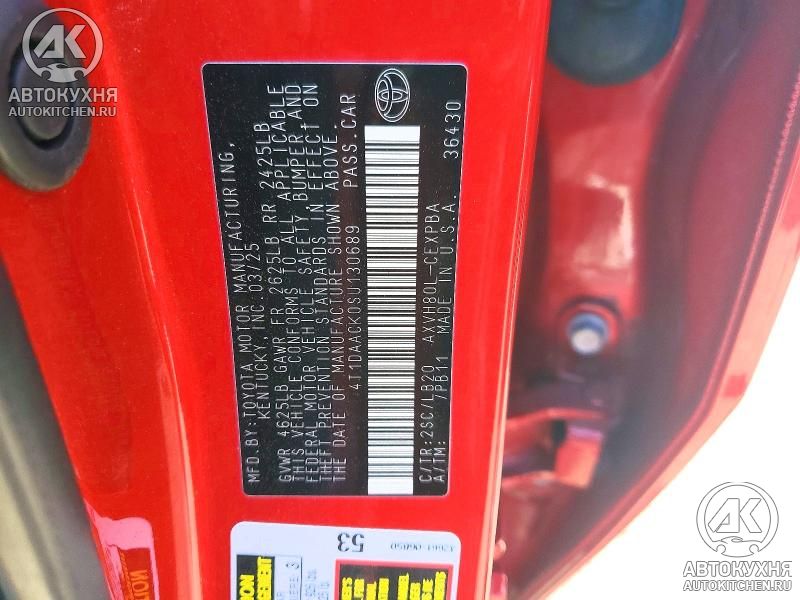 MFD. BY: TOYOTA MOTOR MANUFACTURING,
KENTUCKY, INC. 03/25
GVWR 4625LB GAWR FR 2625LB RR 2425LB
THIS VEHICLE CONFORMS TO ALL APPLICABLE
FEDERAL MOTOR VEHICLE SAFETY, BUMPER AND
THEFT PREVENTION STANDARDS IN EFFECT ON
THE DATE OF MANUFACTURE SHOWN ABOVE.
4T1DAACKX0SU130689 PASS. CAR
C/TR: 2SC/LB20 AXVH80L-CEXPBA
A/TM: /PB11 MADE IN U.S.A. 36430
53
АК
АВТОКУХНЯ
AUTOKITCHEN.RU
АК
АВТОКУХНЯ
AUTOKITCHEN.RU